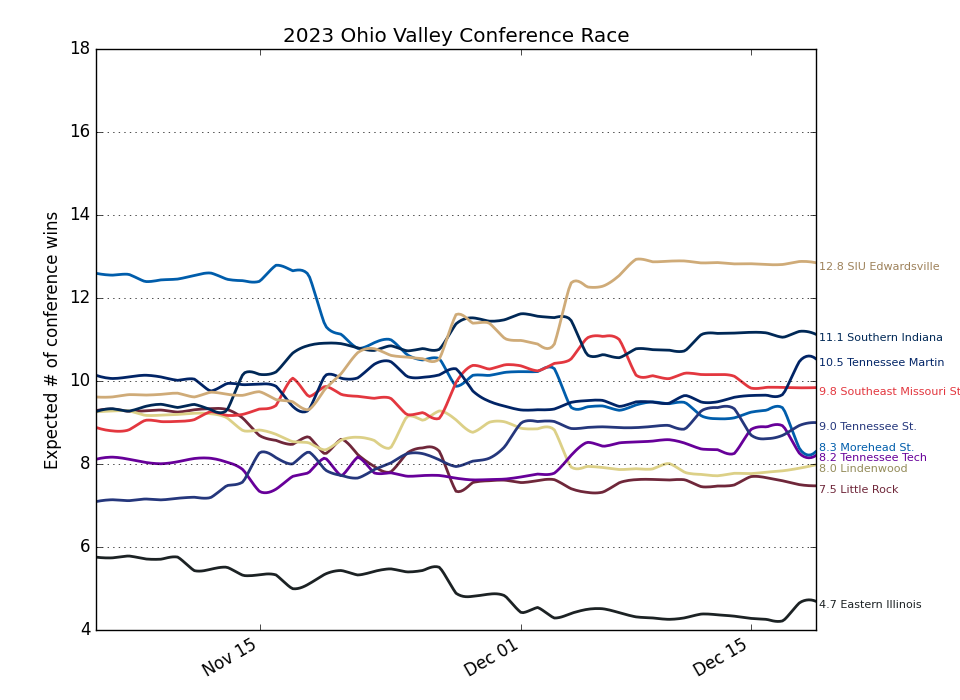 2023 Ohio Valley Conference Race
Expected # of conference wins
18
16
14
12
10
8
6
4
Nov 15
Dec 01
Dec 15
12.8 SIU Edwardsville
11.1 Southern Indiana
10.5 Tennessee Martin
9.8 Southeast Missouri St
9.0 Tennessee St.
8.3 Morehead St.
8.2 Tennessee Tech
8.0 Lindenwood
7.5 Little Rock
4.7 Eastern Illinois